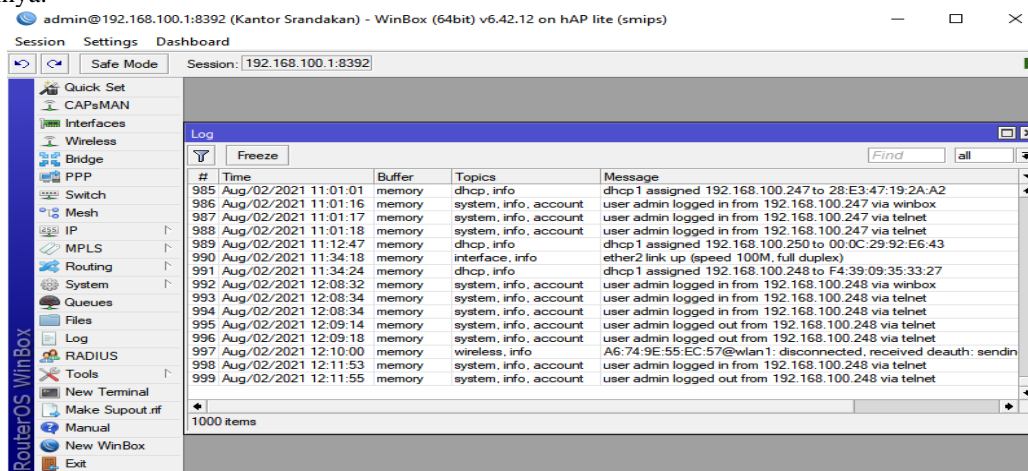 admin@192.168.100.1:8392 (Kantor Srandakan) - WinBox (64bit) v6.42.12 on hAP lite (smips)
Session Settings Dashboard
Safe Mode Session: 192.168.100.1:8392
Quick Set
CAPsMAN
Interfaces
Wireless
Bridge
PPP
Switch
Mesh
IP
MPLS
Routing
System
Queues
Files
Log
RADIUS
Tools
New Terminal
Make Supout.rif
Manual
New WinBox
Exit
RouterOS WinBox
Log
Freeze Find all
# Time Buffer Topics Message
985 Aug/02/2021 11:01:01 memory dhcp, info dhcp1 assigned 192.168.100.247 to 28:E3:47:19:2A:A2
986 Aug/02/2021 11:01:16 memory system, info, account user admin logged in from 192.168.100.247 via winbox
987 Aug/02/2021 11:01:17 memory system, info, account user admin logged in from 192.168.100.247 via telnet
988 Aug/02/2021 11:01:18 memory system, info, account user admin logged in from 192.168.100.247 via telnet
989 Aug/02/2021 11:12:47 memory dhcp, info dhcp1 assigned 192.168.100.250 to 00:0C:29:92:E6:43
990 Aug/02/2021 11:34:18 memory interface, info ether2 link up (speed 100M, full duplex)
991 Aug/02/2021 11:34:24 memory dhcp, info dhcp1 assigned 192.168.100.248 to F4:39:09:35:33:27
992 Aug/02/2021 12:08:32 memory system, info, account user admin logged in from 192.168.100.248 via winbox
993 Aug/02/2021 12:08:34 memory system, info, account user admin logged in from 192.168.100.248 via telnet
994 Aug/02/2021 12:08:34 memory system, info, account user admin logged in from 192.168.100.248 via telnet
995 Aug/02/2021 12:09:14 memory system, info, account user admin logged out from 192.168.100.248 via telnet
996 Aug/02/2021 12:09:18 memory system, info, account user admin logged out from 192.168.100.248 via telnet
997 Aug/02/2021 12:10:00 memory wireless, info A6:74:9E:55:EC:57@wlan1: disconnected, received deauth: sendin
998 Aug/02/2021 12:11:53 memory system, info, account user admin logged in from 192.168.100.248 via telnet
999 Aug/02/2021 12:11:55 memory system, info, account user admin logged out from 192.168.100.248 via telnet
1000 items